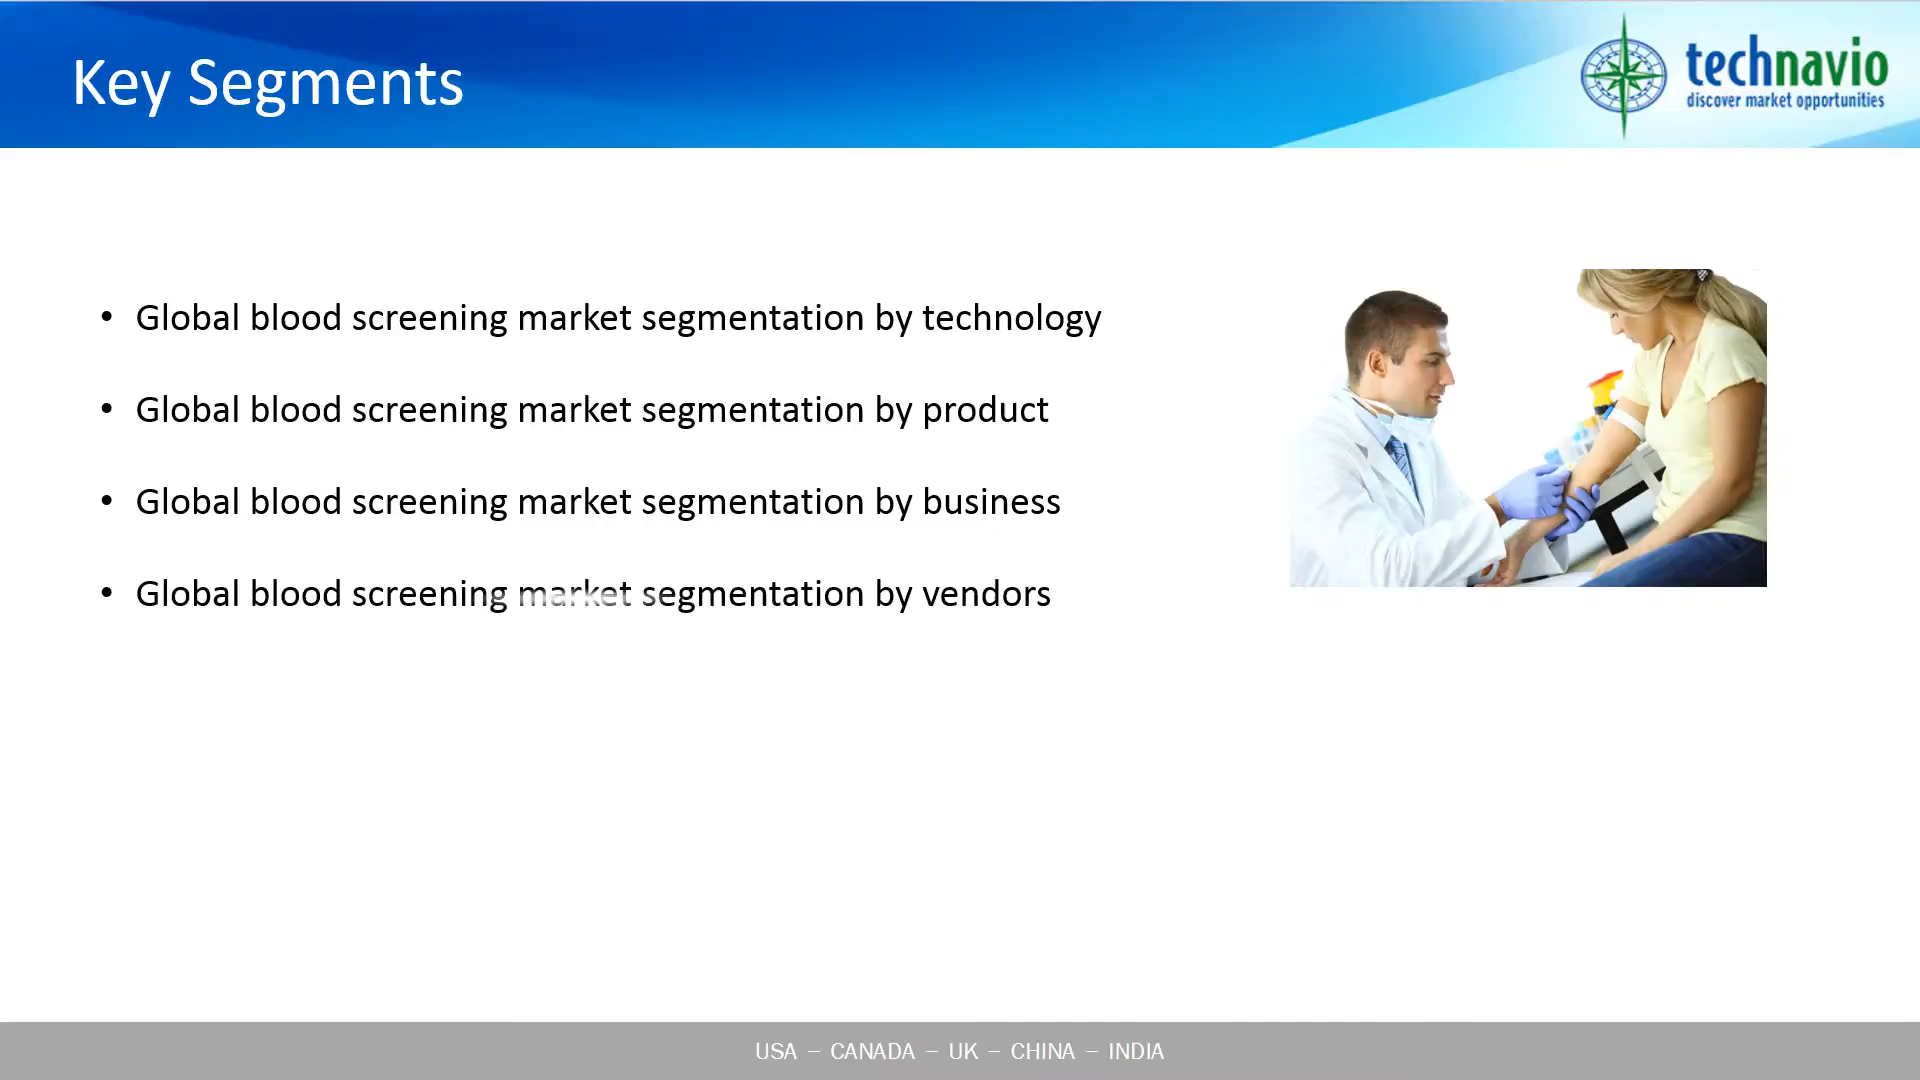 Key Segments
technavio
discover market opportunities
• Global blood screening market segmentation by technology
• Global blood screening market segmentation by product
• Global blood screening market segmentation by business
• Global blood screening market segmentation by vendors
USA – CANADA – UK – CHINA – INDIA